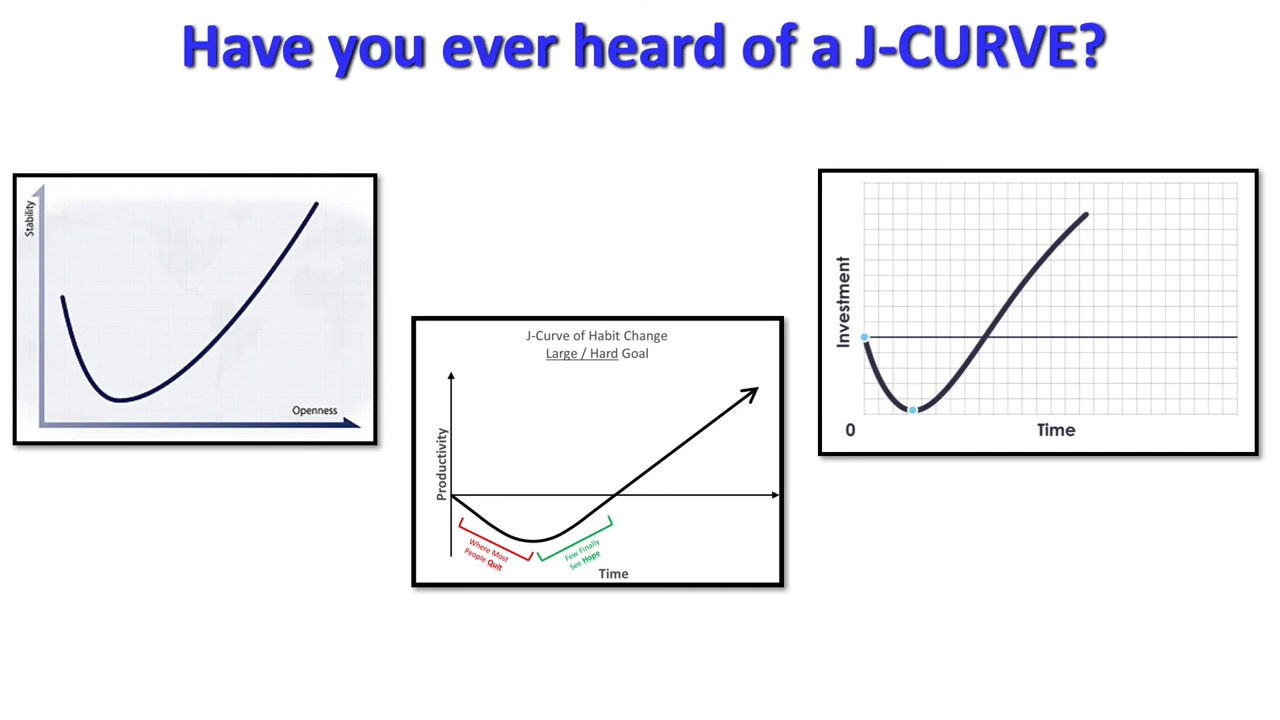 Have you ever heard of a J-CURVE?
Stability
Openness
J-Curve of Habit Change
Large / Hard Goal
Productivity
Where Most
People Quit
Few Finally
See Hope
Time
Investment
0
Time